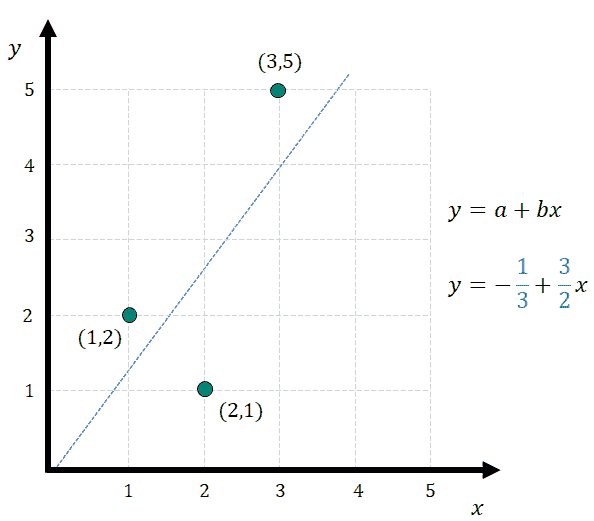 y
(3,5)
5
4
3
2
1
(1,2)
(2,1)
1 2 3 4 5
x
y = a + bx
y = -1/3 + 3/2 x